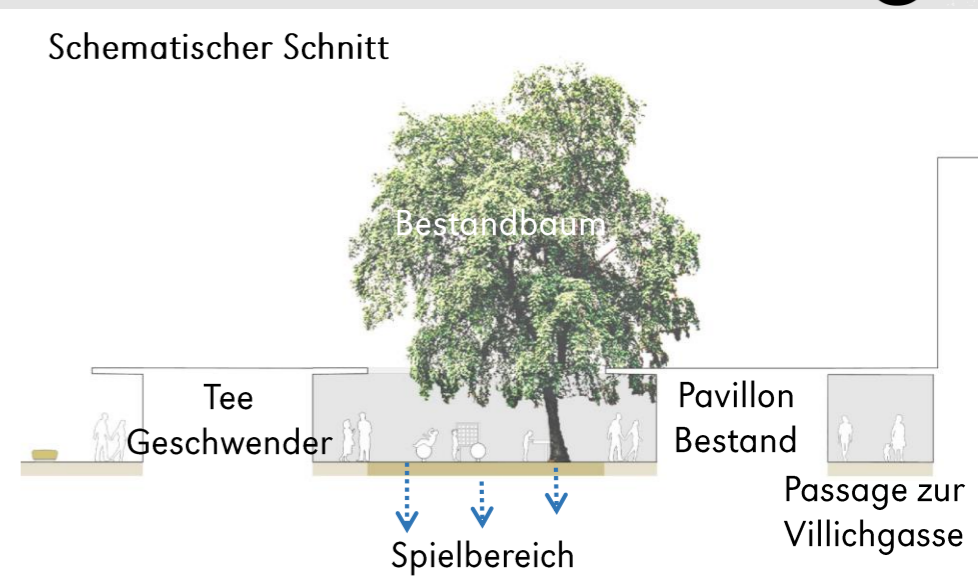 Schematischer Schnitt
Bestandbaum
Tee
Geschwender
Pavillon
Bestand
Passage zur
Villichgasse
Spielbereich